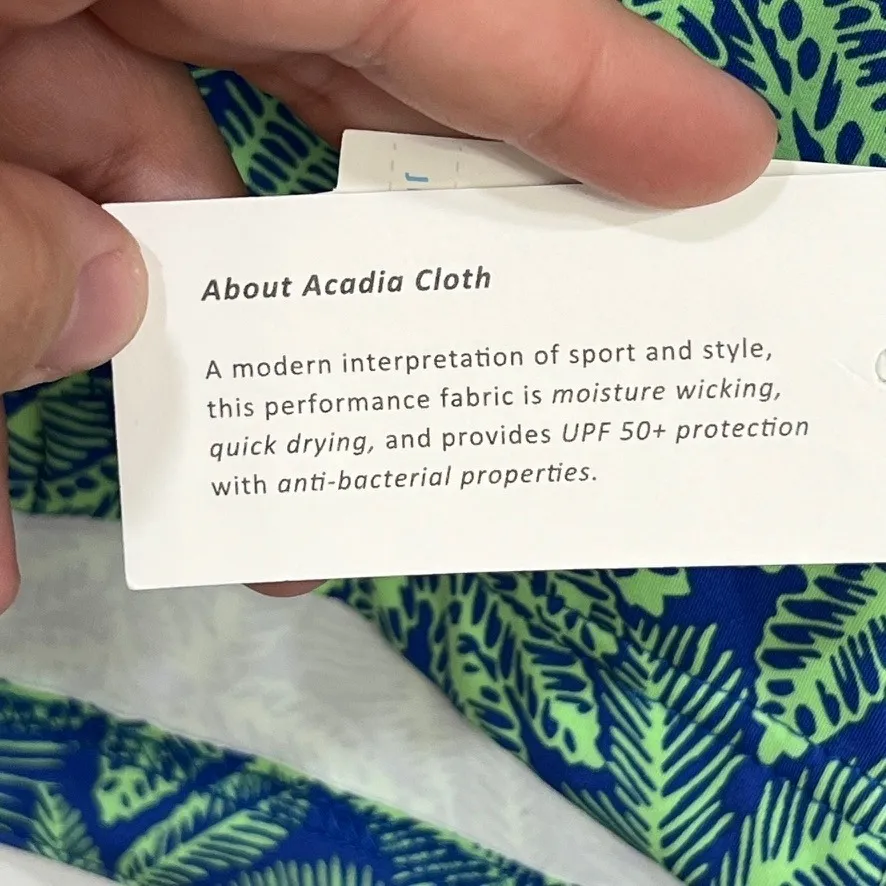 About Acadia Cloth
A modern interpretation of sport and style,
this performance fabric is moisture wicking,
quick drying, and provides UPF 50+ protection
with anti-bacterial properties.